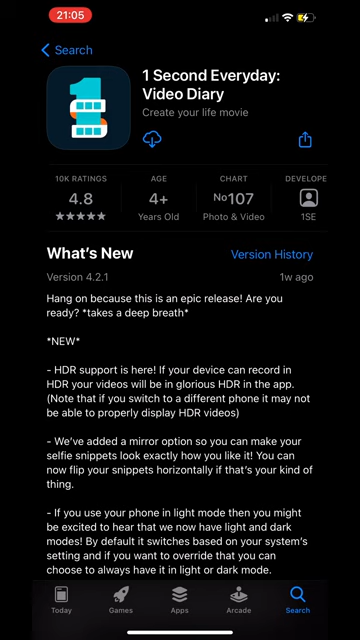 21:05
Search
1 Second Everyday:
Video Diary
Create your life movie
10K RATINGS
4.8
AGE
4+
Years Old
CHART
No107
Photo & Video
DEVELOPE
1SE
What's New
Version History
Version 4.2.1
1w ago
Hang on because this is an epic release! Are you
ready? *takes a deep breath*
*NEW*
- HDR support is here! If your device can record in
HDR your videos will be in glorious HDR in the app.
(Note that if you switch to a different phone it may not
be able to properly display HDR videos)
- We've added a mirror option so you can make your
selfie snippets look exactly how you like it! You can
now flip your snippets horizontally if that's your kind of
thing.
- If you use your phone in light mode then you might
be excited to hear that we now have light and dark
modes! By default it switches based on your system's
setting and if you want to override that you can
choose to always have it in light or dark mode.
Today
Games
Apps
Arcade
Search